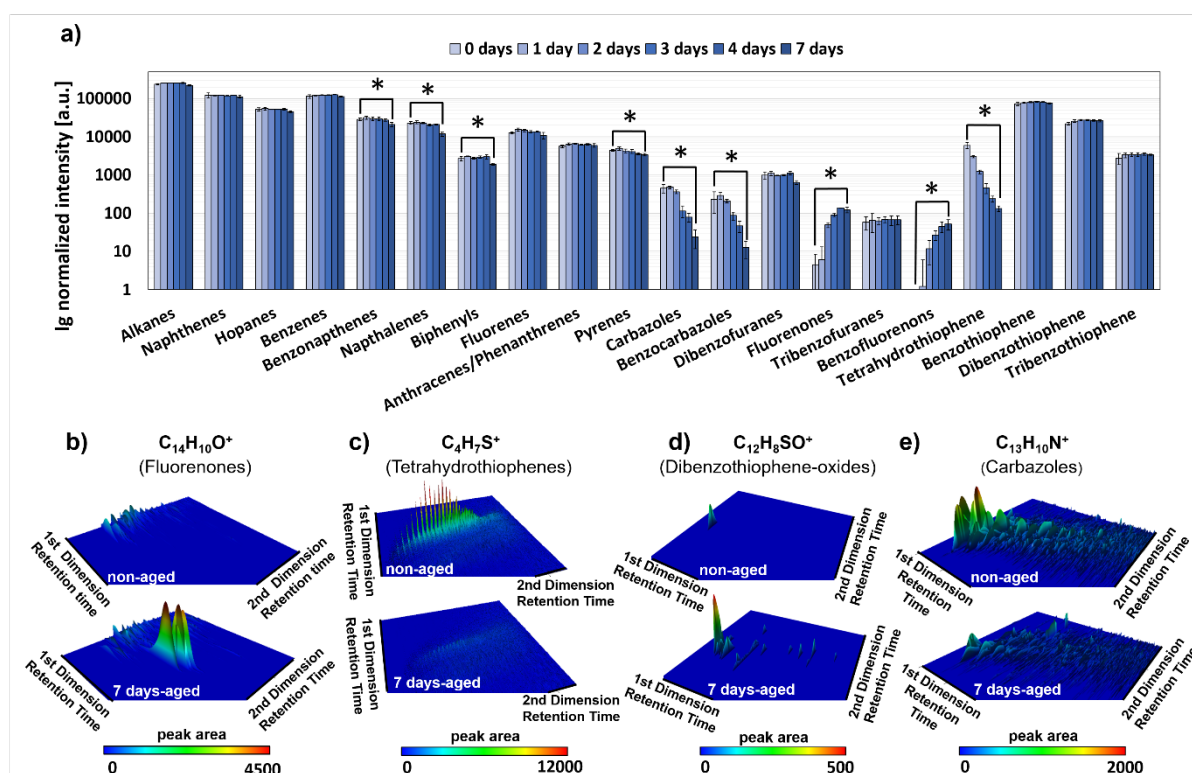 a)
0 days 1 day 2 days 3 days 4 days 7 days
lg normalized intensity [a.u.]
100000
10000
1000
100
10
1
* * * * * * * * *
Alkanes
Naphthenes
Hopanes
Benzenes
Benzonapthenes
Napthalenes
Biphenyls
Fluorenes
Anthracenes/Phenanthrenes
Pyrenes
Carbazoles
Benzocarbazoles
Dibenzofuranes
Fluorenones
Tribenzofuranes
Benzofluorenons
Tetrahydrothiophene
Benzothiophene
Dibenzothiophene
Tribenzothiophene
b)
C₁₄H₁₀O⁺
(Fluorenones)
1st Dimension
Retention time
2nd Dimension
Retention time
non-aged
1st Dimension
Retention Time
2nd Dimension
Retention Time
7 days-aged
peak area
0 4500
c)
C₄H₇S⁺
(Tetrahydrothiophenes)
1st Dimension
Retention Time
2nd Dimension
Retention Time
non-aged
1st Dimension
Retention Time
2nd Dimension
Retention Time
7 days-aged
peak area
0 12000
d)
C₁₂H₈SO⁺
(Dibenzothiophene-oxides)
1st Dimension
Retention Time
2nd Dimension
Retention Time
non-aged
1st Dimension
Retention Time
2nd Dimension
Retention Time
7 days-aged
peak area
0 500
e)
C₁₃H₁₀N⁺
(Carbazoles)
1st Dimension
Retention
Time
2nd Dimension
Retention Time
non-aged
1st Dimension
Retention
Time
2nd Dimension
Retention Time
7 days-aged
peak area
0 2000